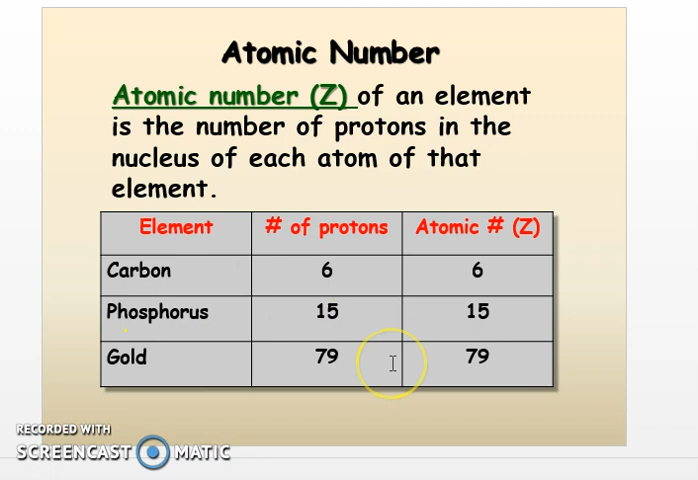 Atomic Number
Atomic number (Z) of an element
is the number of protons in the
nucleus of each atom of that
element.
Element # of protons Atomic # (Z)
Carbon 6 6
Phosphorus 15 15
Gold 79 79
RECORDED WITH
SCREENCAST MATIC